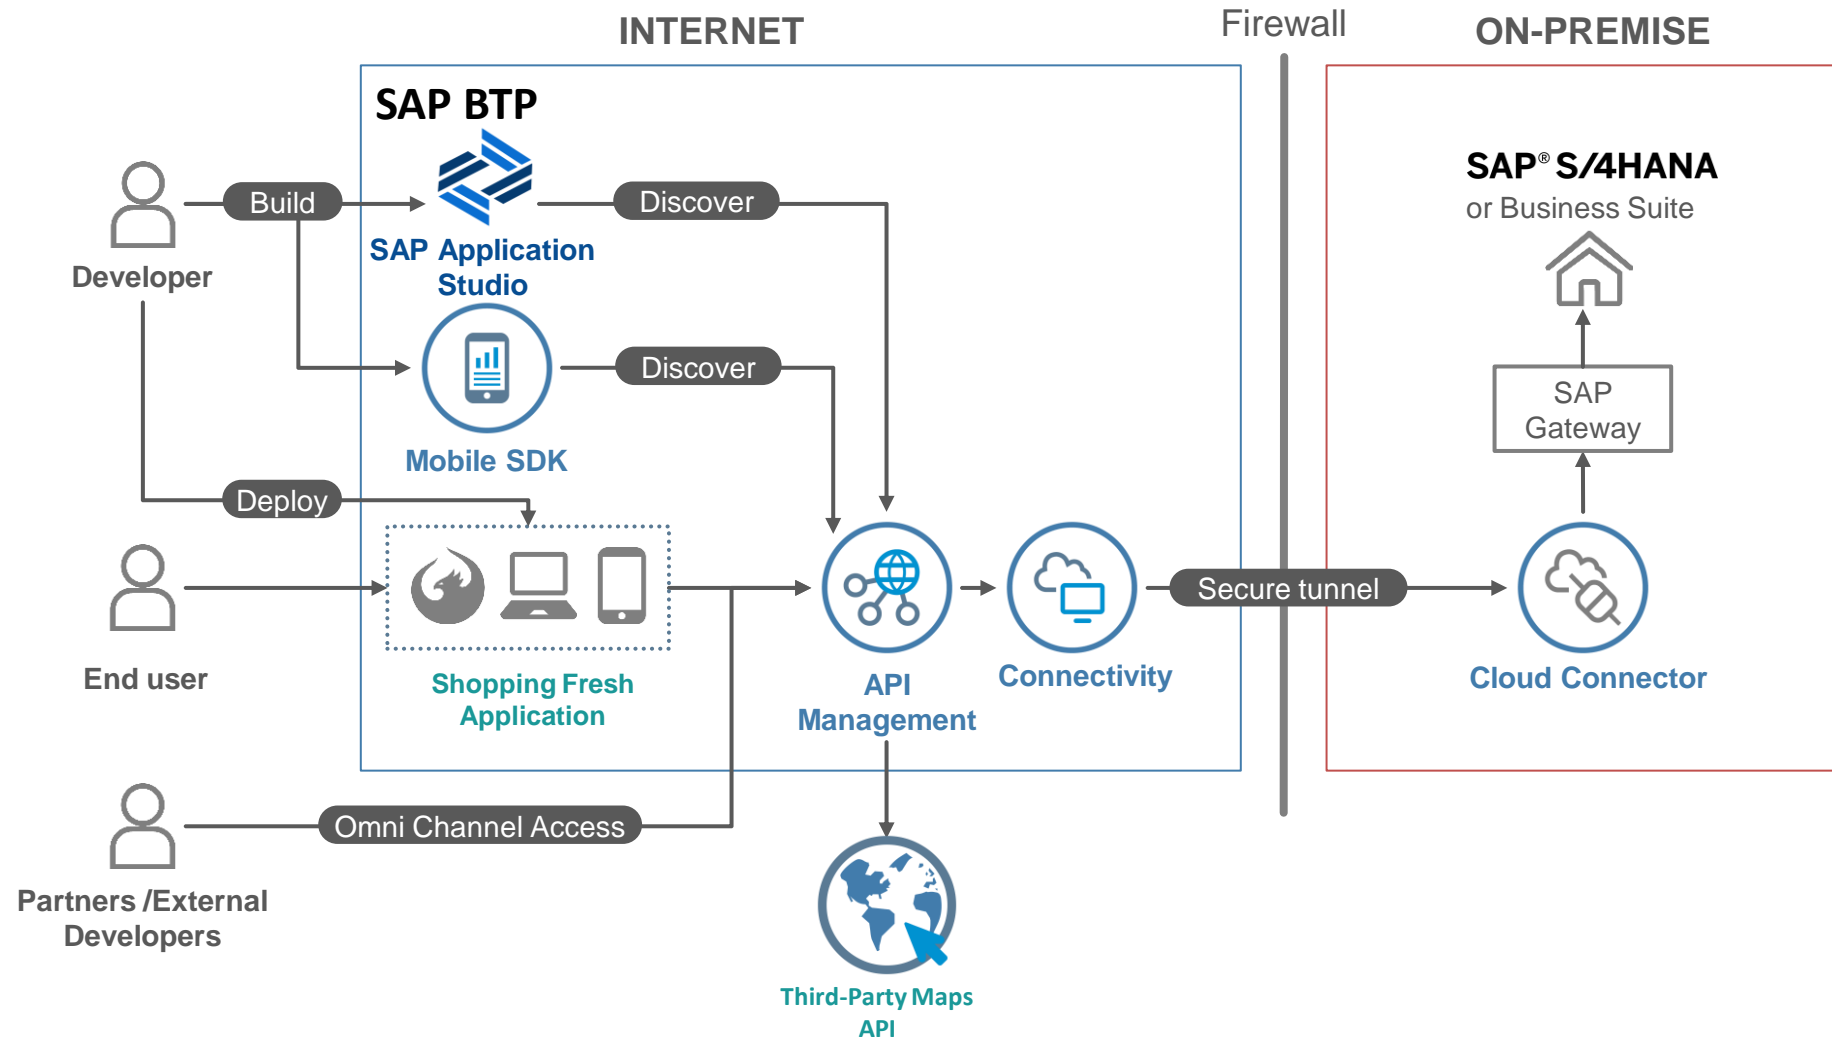 INTERNET
Firewall
ON-PREMISE
SAP BTP
SAP® S/4HANA
or Business Suite
Build
Discover
SAP Application
Studio
Developer
Discover
SAP
Gateway
Mobile SDK
Deploy
Secure tunnel
End user
Shopping Fresh
Application
API
Management
Connectivity
Cloud Connector
Omni Channel Access
Partners /External
Developers
Third-Party Maps
API